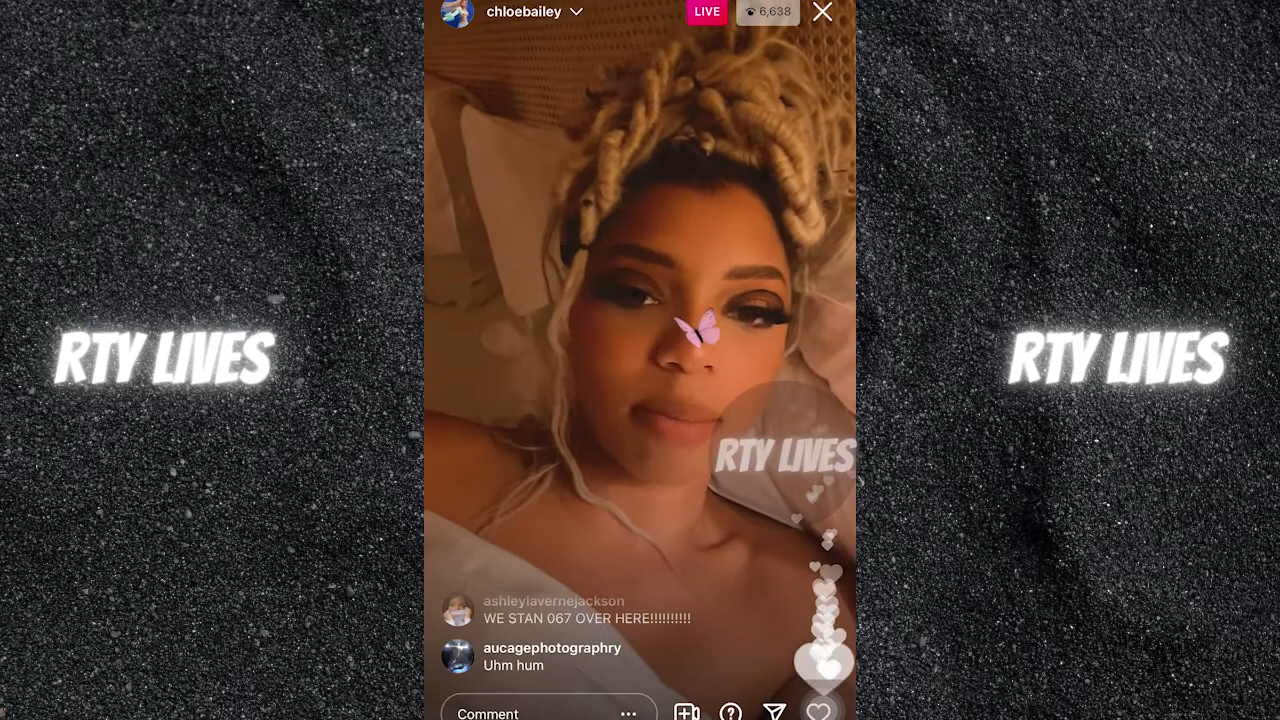 chloebailey
LIVE
6,638
RTY LIVES
RTY LIVES
RTY LIVES
ashleylavernejackson
WE STAN 067 OVER HERE!!!!!!!!!!
aucagephotographry
Uhm hum
Comment